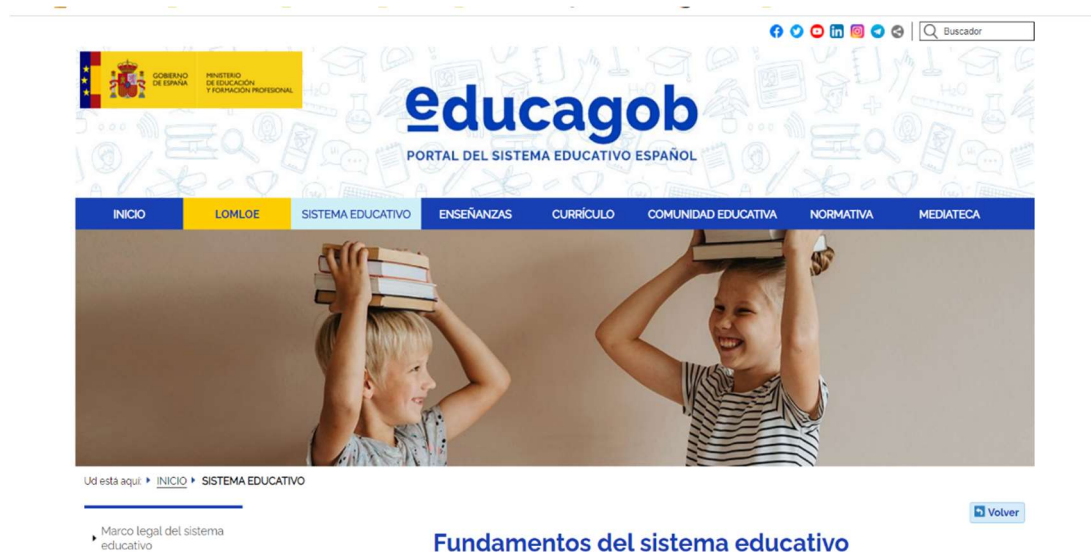 Buscador
GOBIERNO
DE ESPAÑA
MINISTERIO
DE EDUCACIÓN
Y FORMACIÓN PROFESIONAL
educagob
PORTAL DEL SISTEMA EDUCATIVO ESPAÑOL
INICIO LOMLOE SISTEMA EDUCATIVO ENSEÑANZAS CURRÍCULO COMUNIDAD EDUCATIVA NORMATIVA MEDIATECA
Ud está aquí: INICIO SISTEMA EDUCATIVO
Volver
Marco legal del sistema
educativo
Fundamentos del sistema educativo